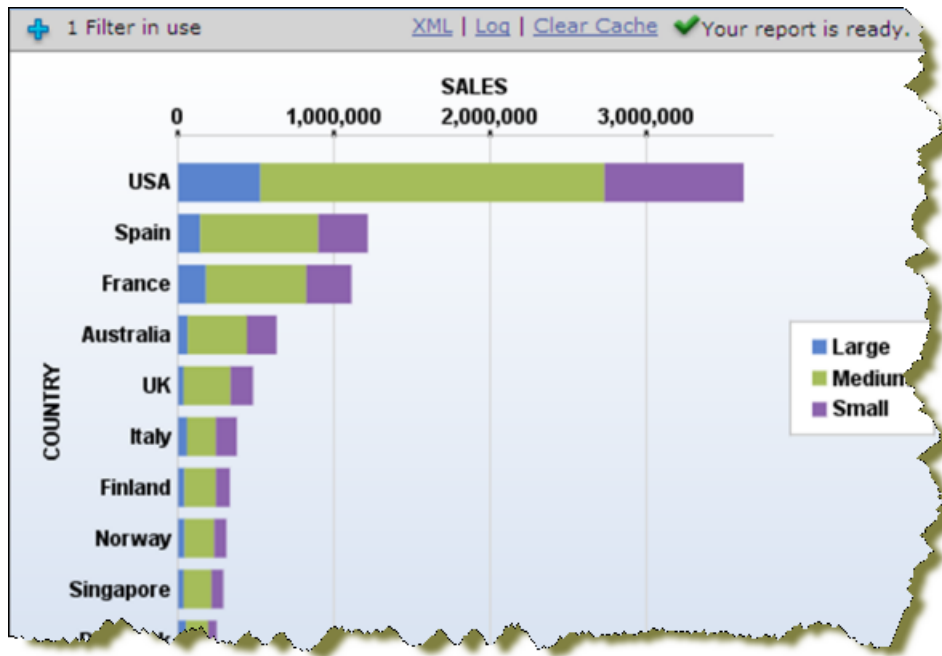 1 Filter in use XML | Log | Clear Cache Your report is ready.
SALES
0 1,000,000 2,000,000 3,000,000
USA
Spain
France
Australia
UK
Italy
Finland
Norway
Singapore
COUNTRY
Large
Medium
Small